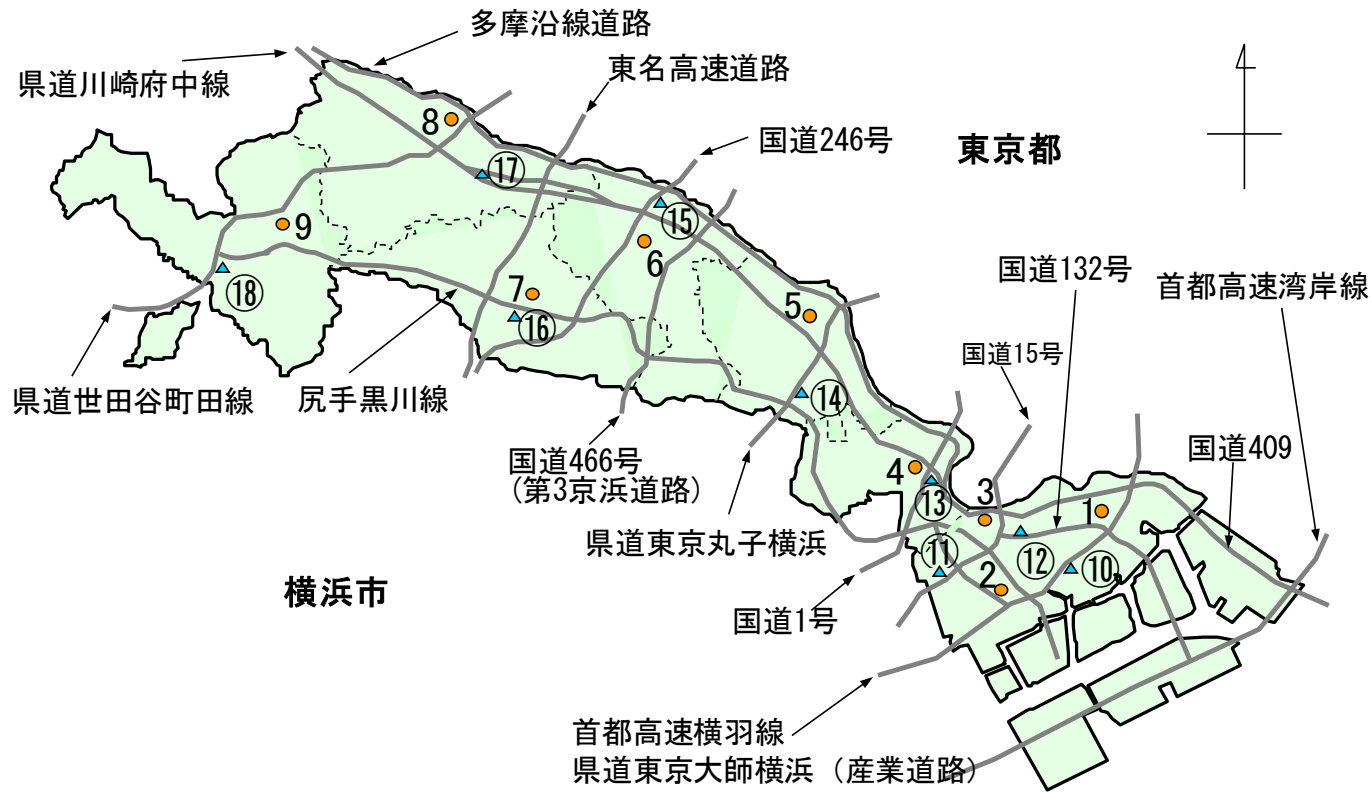 多摩沿線道路
県道川崎府中線
東名高速道路
国道246号
東京都
8
⑰
⑮
9
6
国道132号
首都高速湾岸線
⑱
7
⑯
5
国道15号
県道世田谷町田線
尻手黒川線
⑭
国道466号
(第3京浜道路)
国道409
4
⑬
3
1
県道東京丸子横浜
⑪
⑫
⑩
2
横浜市
国道1号
首都高速横羽線
県道東京大師横浜（産業道路）